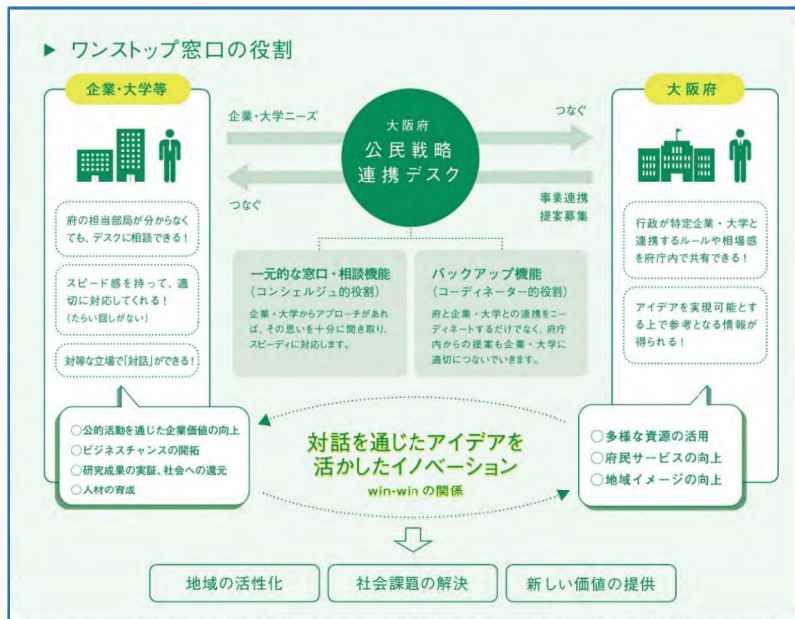 ▶ ワンストップ窓口の役割
企業・大学等
府の担当部局が分からなく
ても、デスクに相談できる！
スピード感を持って、適
切に対応してくれる！
（たらい回しがない）
対等な立場で「対話」ができる！
○公的活動を通じた企業価値の向上
○ビジネスチャンスの開拓
○研究成果の実証、社会への還元
○人材の育成
企業・大学ニーズ
つなぐ
大阪府
公民戦略
連携デスク
つなぐ
事業連携
提案募集
一元的な窓口・相談機能
（コンシェルジュ的役割）
企業・大学からアプローチがあれ
ば、その思いを十分に聞き取り、
スピーディに対応します。
バックアップ機能
（コーディネーター的役割）
府と企業・大学との連携をコー
ディネートするだけでなく、府庁
内からの提案も企業・大学に
適切につないでいきます。
大阪府
行政が特定企業・大学と
連携するルールや相場感
を府庁内で共有できる！
アイデアを実現可能とす
る上で参考となる情報が
得られる！
○多様な資源の活用
○府民サービスの向上
○地域イメージの向上
対話を通じたアイデアを
活かしたイノベーション
win-win の関係
地域の活性化
社会課題の解決
新しい価値の提供